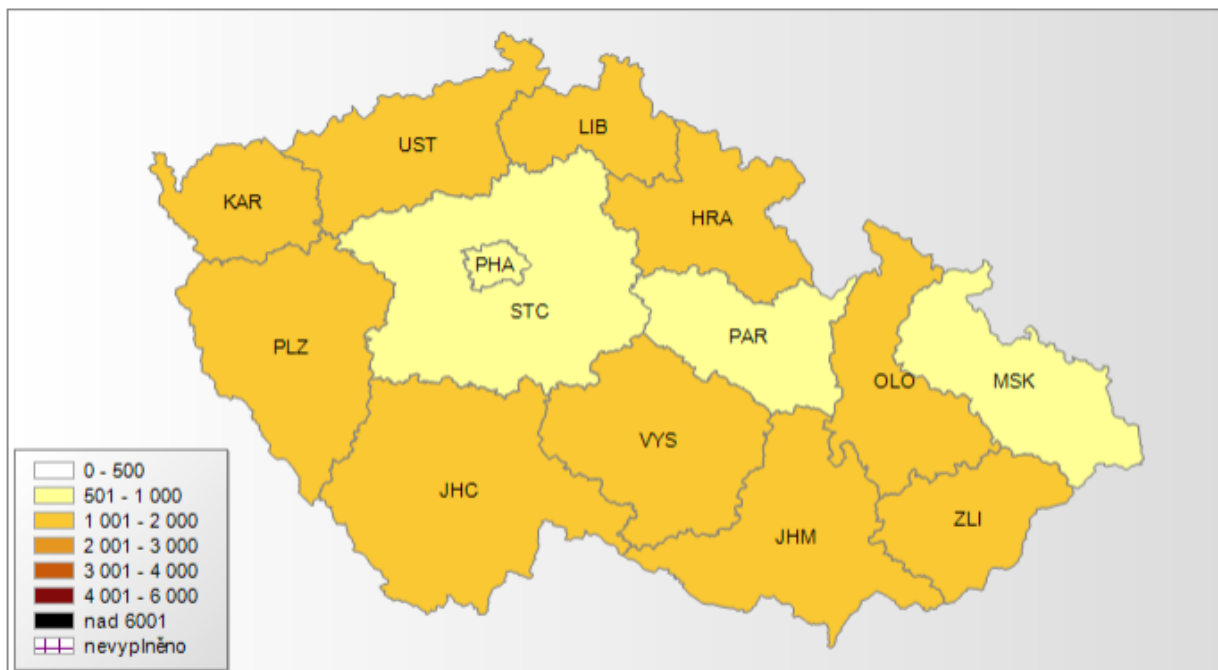 LIB
UST
KAR
HRA
PHA
STC
PAR
PLZ
OLO
MSK
VYS
JHC
ZLI
JHM
0 - 500
501 - 1 000
1 001 - 2 000
2 001 - 3 000
3 001 - 4 000
4 001 - 6 000
nad 6001
nevyplněno